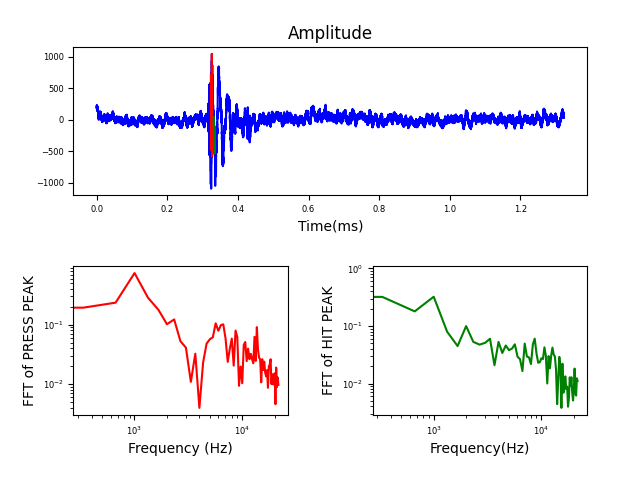 Amplitude
1000
500
0
−500
−1000
0.0 0.2 0.4 0.6 0.8 1.0 1.2
Time(ms)
FFT of PRESS PEAK
10⁻¹
10⁻²
10³ 10⁴
Frequency (Hz)
FFT of HIT PEAK
10⁰
10⁻¹
10⁻²
10³ 10⁴
Frequency(Hz)